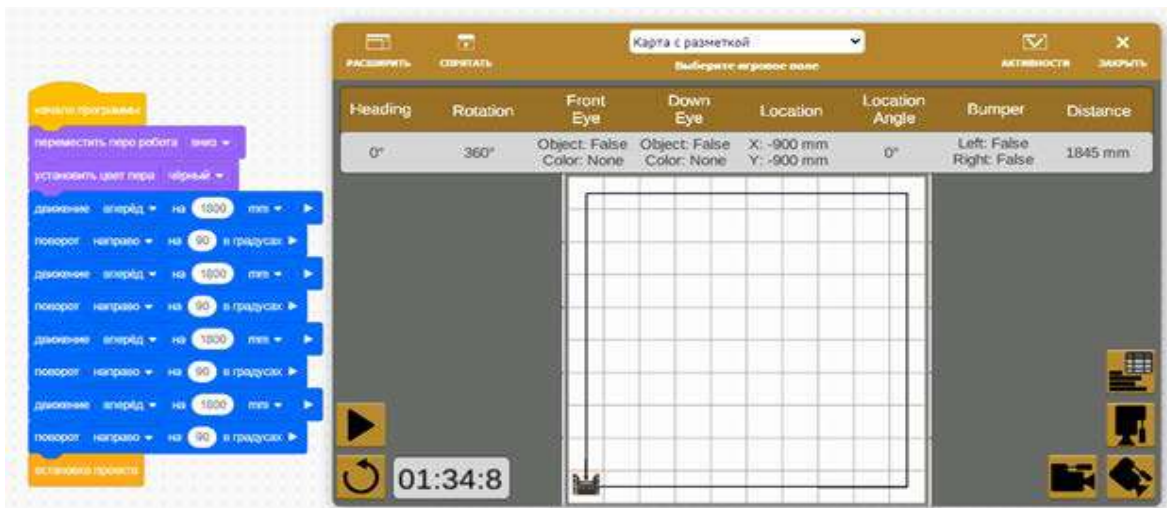 начало программы
переместить перо робота вниз
установить цвет пера чёрный
движение вперёд на 1800 mm
поворот направо на 90 в градусах
движение вперёд на 1800 mm
поворот направо на 90 в градусах
движение вперёд на 1800 mm
поворот направо на 90 в градусах
движение вперёд на 1800 mm
поворот направо на 90 в градусах
остановка проекта
РАСШИРИТЬ
СПРЯТАТЬ
Карта с разметкой
Выберите игровое поле
АКТИВНОСТИ
ЗАКРЫТЬ
Heading Rotation Front Eye Down Eye Location Location Angle Bumper Distance
0° 360° Object: False Color: None Object: False Color: None X: -900 mm Y: -900 mm 0° Left: False Right: False 1845 mm
01:34:8